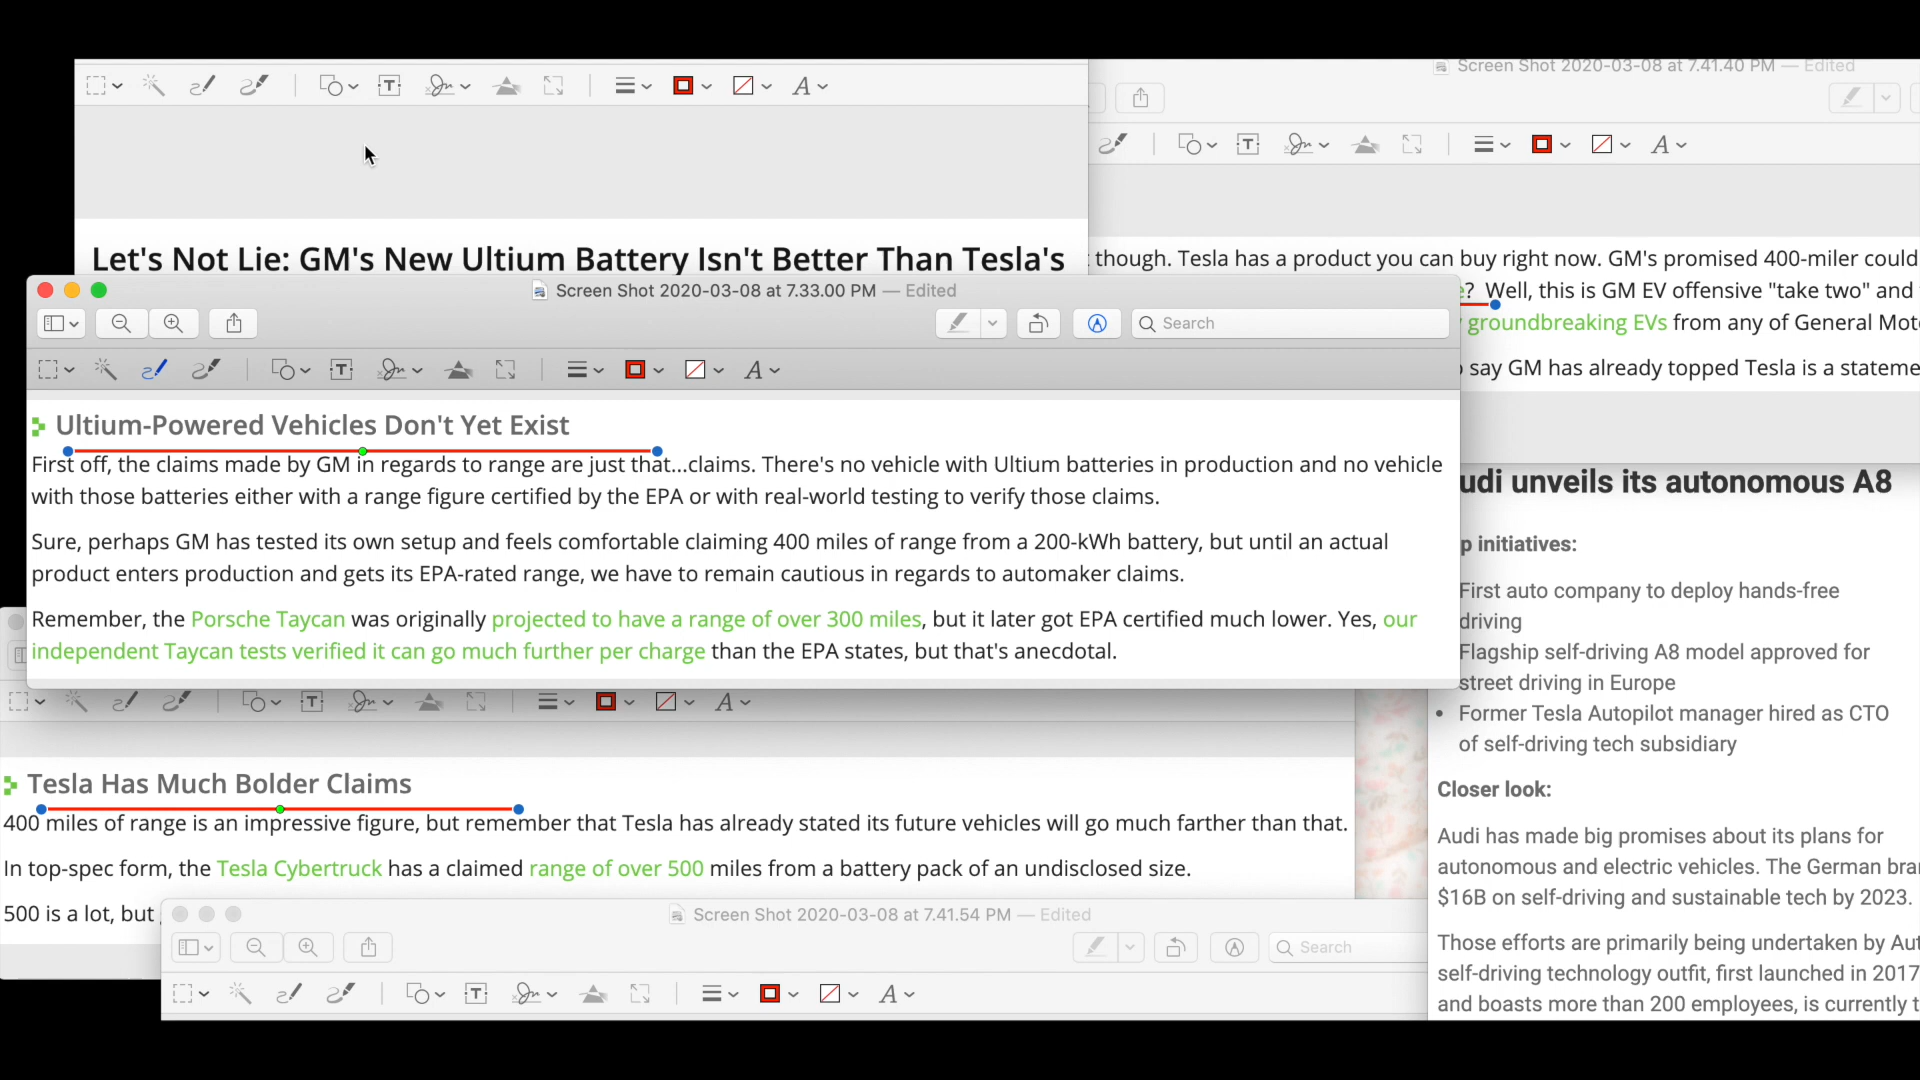 Screen Shot 2020-03-08 at 7.41.40 PM — Edited
Let's Not Lie: GM's New Ultium Battery Isn't Better Than Tesla's
though. Tesla has a product you can buy right now. GM's promised 400-miler could
? Well, this is GM EV offensive "take two" and
groundbreaking EVs from any of General
say GM has already topped Tesla is a
Screen Shot 2020-03-08 at 7.33.00 PM — Edited
Search
Ultium-Powered Vehicles Don't Yet Exist
First off, the claims made by GM in regards to range are just that...claims. There's no vehicle with Ultium batteries in production and no vehicle
with those batteries either with a range figure certified by the EPA or with real-world testing to verify those claims.
Sure, perhaps GM has tested its own setup and feels comfortable claiming 400 miles of range from a 200-kWh battery, but until an actual
product enters production and gets its EPA-rated range, we have to remain cautious in regards to automaker claims.
Remember, the Porsche Taycan was originally projected to have a range of over 300 miles, but it later got EPA certified much lower. Yes, our
independent Taycan tests verified it can go much further per charge than the EPA states, but that's anecdotal.
udi unveils its autonomous A8
p initiatives:
First auto company to deploy hands-free
driving
Flagship self-driving A8 model approved for
street driving in Europe
• Former Tesla Autopilot manager hired as CTO
of self-driving tech subsidiary
Closer look:
Audi has made big promises about its plans for
autonomous and electric vehicles. The German
$16B on self-driving and sustainable tech by 2023.
Those efforts are primarily being undertaken by
self-driving technology outfit, first launched in 2017
and boasts more than 200 employees, is currently
Tesla Has Much Bolder Claims
400 miles of range is an impressive figure, but remember that Tesla has already stated its future vehicles will go much farther than that.
In top-spec form, the Tesla Cybertruck has a claimed range of over 500 miles from a battery pack of an undisclosed size.
500 is a lot, but
Screen Shot 2020-03-08 at 7.41.54 PM — Edited
Search